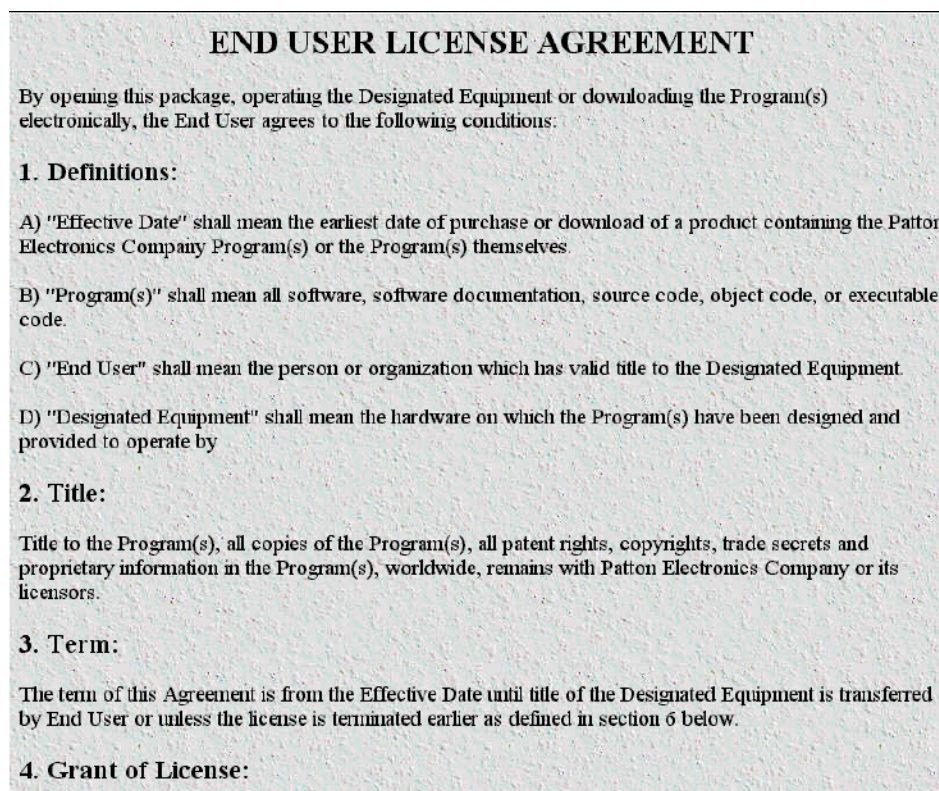 END USER LICENSE AGREEMENT
By opening this package, operating the Designated Equipment or downloading the Program(s)
electronically, the End User agrees to the following conditions:
1. Definitions:
A) "Effective Date" shall mean the earliest date of purchase or download of a product containing the Patton
Electronics Company Program(s) or the Program(s) themselves.
B) "Program(s)" shall mean all software, software documentation, source code, object code, or executable
code.
C) "End User" shall mean the person or organization which has valid title to the Designated Equipment.
D) "Designated Equipment" shall mean the hardware on which the Program(s) have been designed and
provided to operate by
2. Title:
Title to the Program(s), all copies of the Program(s), all patent rights, copyrights, trade secrets and
proprietary information in the Program(s), worldwide, remains with Patton Electronics Company or its
licensors.
3. Term:
The term of this Agreement is from the Effective Date until title of the Designated Equipment is transferred
by End User or unless the license is terminated earlier as defined in section 6 below.
4. Grant of License: